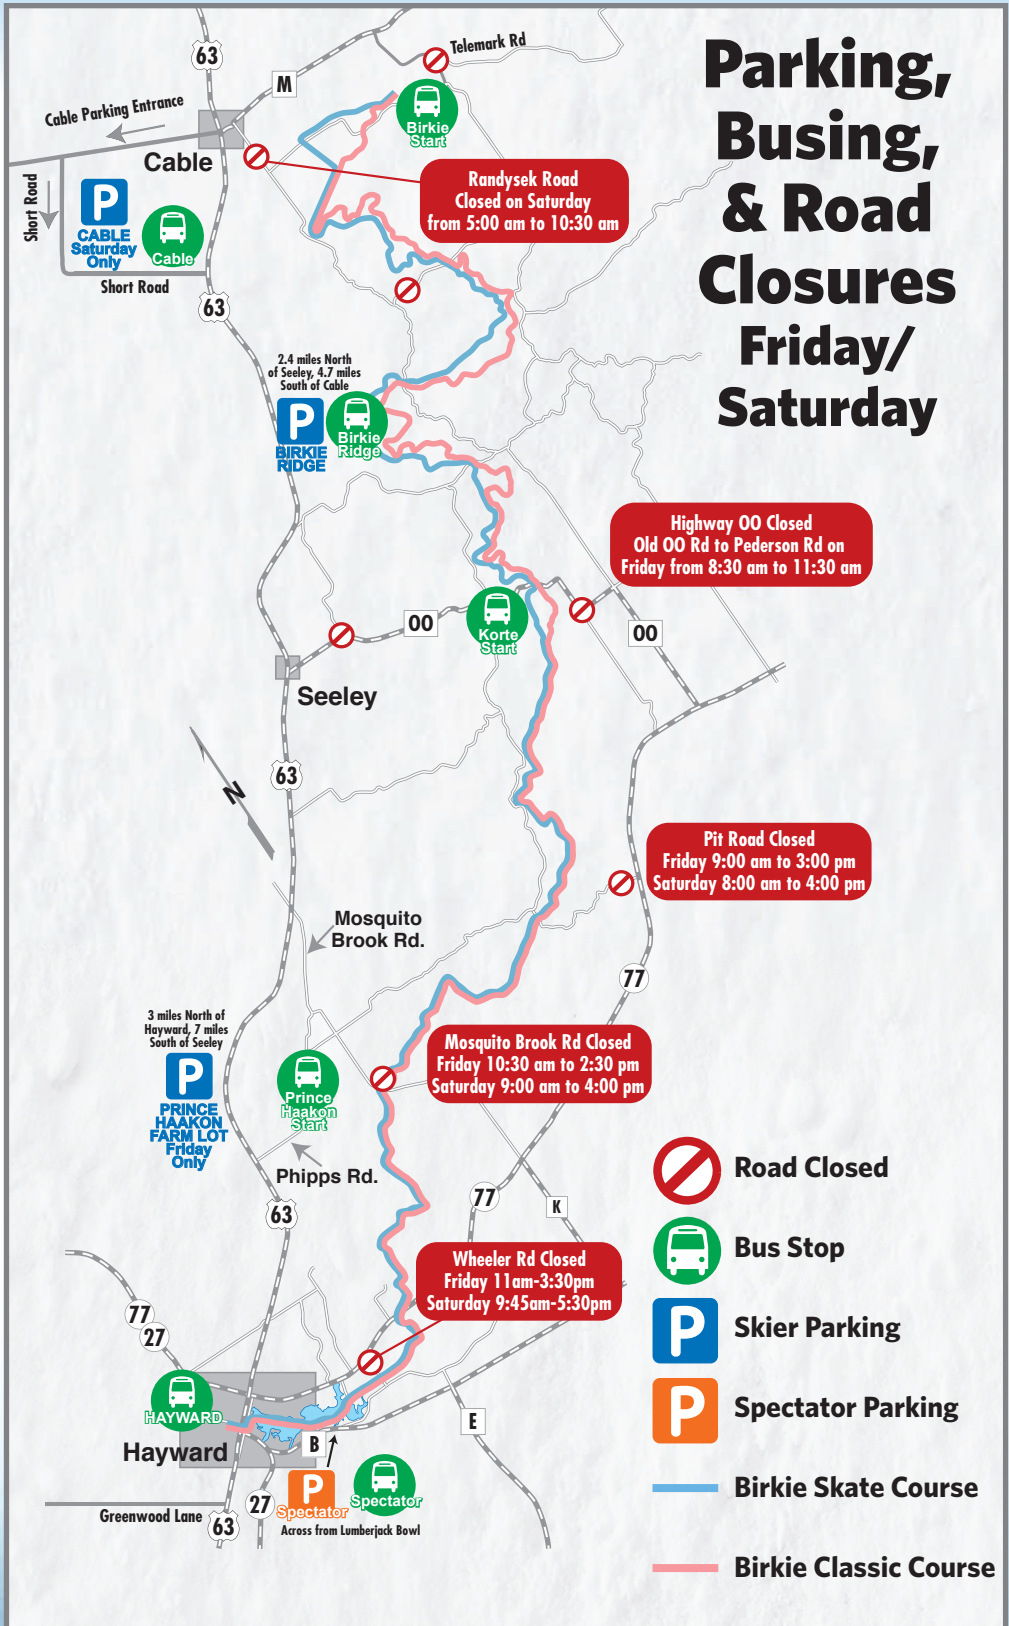 Parking,
Busing,
& Road
Closures
Friday/
Saturday
63
M
Telemark Rd
Cable Parking Entrance
Birkie
Start
Cable
Short Road
P
CABLE
Saturday
Only
Cable
Short Road
Randysek Road
Closed on Saturday
from 5:00 am to 10:30 am
63
2.4 miles North
of Seeley, 4.7 miles
South of Cable
P
BIRKIE
RIDGE
Birkie
Ridge
Highway OO Closed
Old OO Rd to Pederson Rd on
Friday from 8:30 am to 11:30 am
OO
Korte
Start
OO
Seeley
63
N
Pit Road Closed
Friday 9:00 am to 3:00 pm
Saturday 8:00 am to 4:00 pm
Mosquito
Brook Rd.
77
3 miles North of
Hayward, 7 miles
South of Seeley
P
PRINCE
HAAKON
FARM LOT
Friday
Only
Prince
Haakon
Start
Mosquito Brook Rd Closed
Friday 10:30 am to 2:30 pm
Saturday 9:00 am to 4:00 pm
Phipps Rd.
77
K
63
Wheeler Rd Closed
Friday 11am-3:30pm
Saturday 9:45am-5:30pm
77
27
HAYWARD
Hayward
B
E
P
Spectator
Spectator
27
63
Greenwood Lane
Across from Lumberjack Bowl
Road Closed
Bus Stop
P
Skier Parking
P
Spectator Parking
Birkie Skate Course
Birkie Classic Course